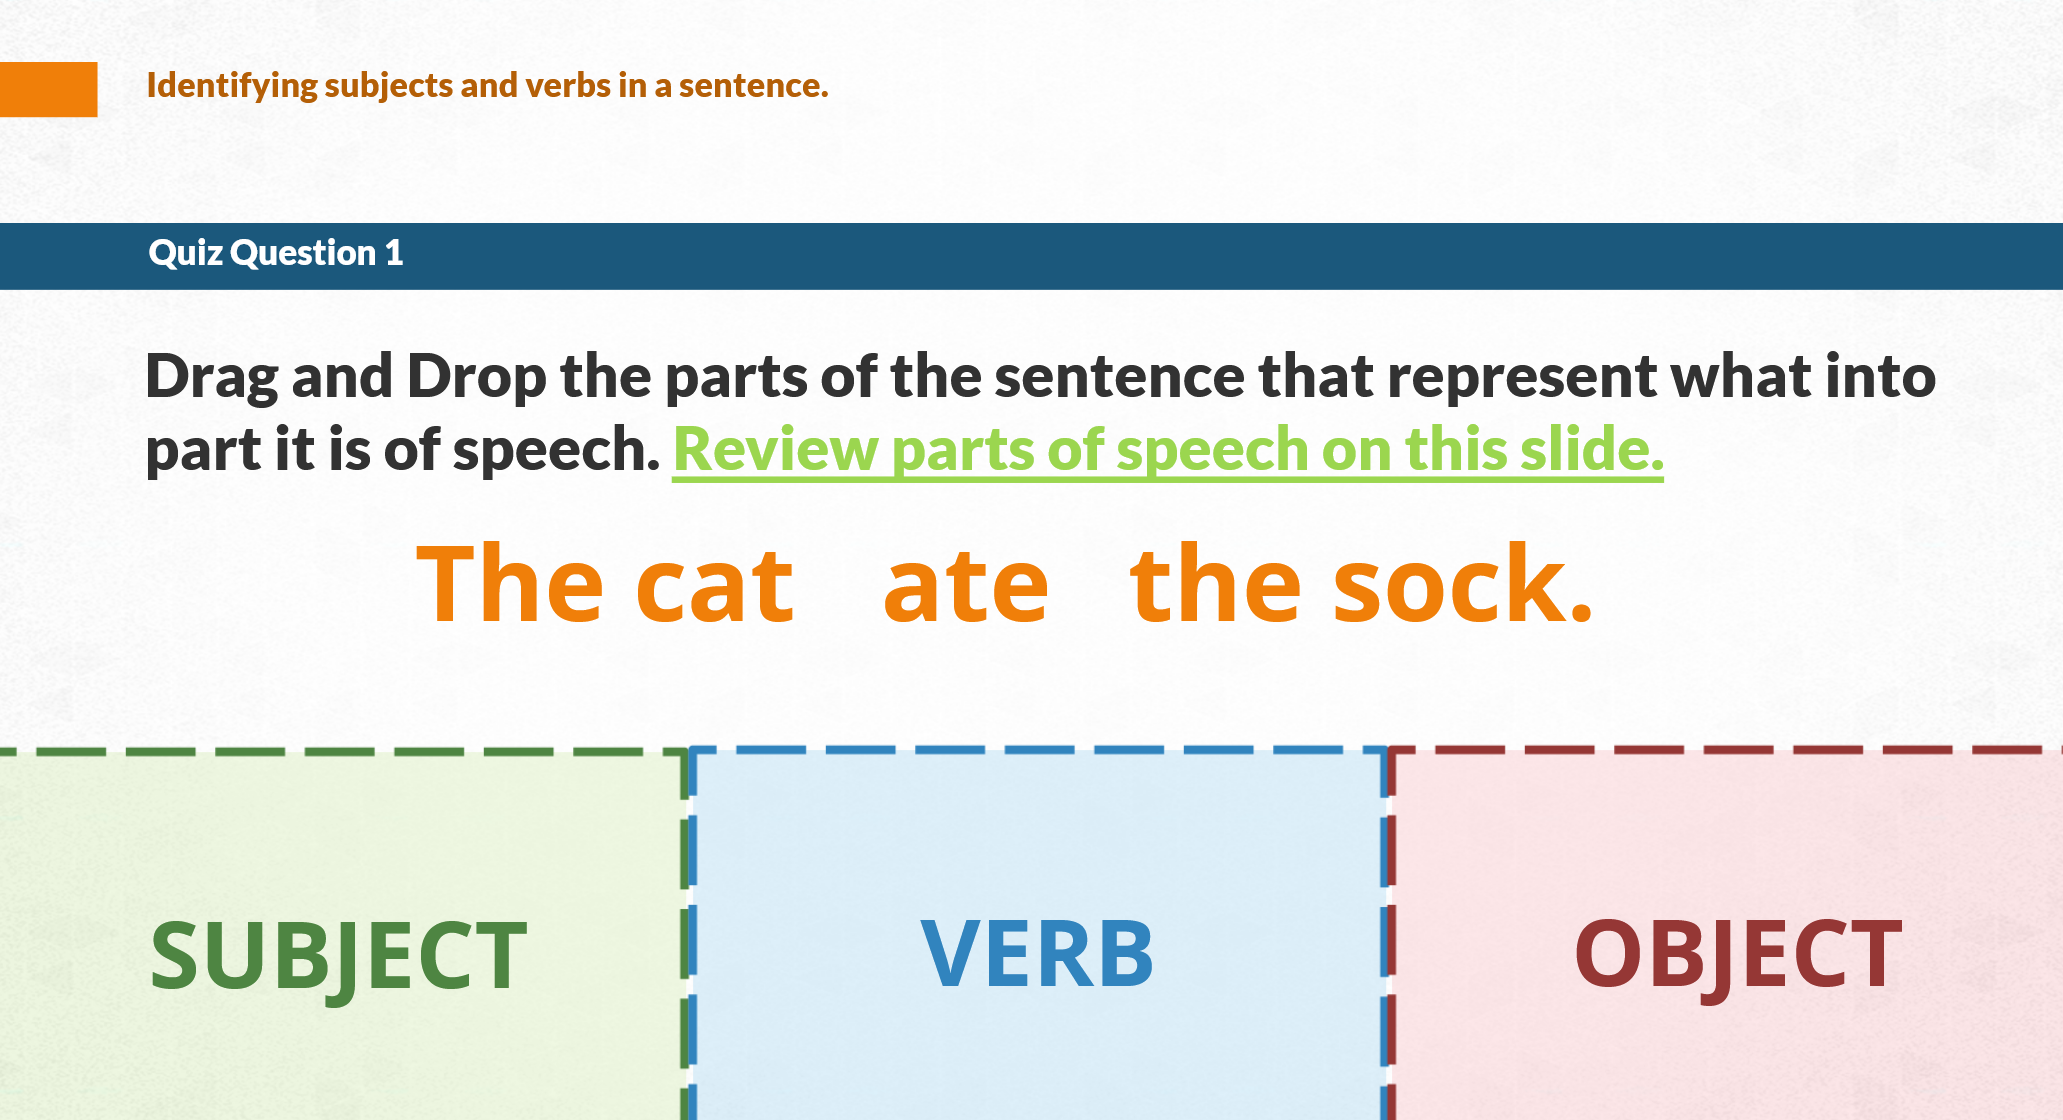 Identifying subjects and verbs in a sentence.
Quiz Question 1
Drag and Drop the parts of the sentence that represent what into
part it is of speech. Review parts of speech on this slide.
The cat ate the sock.
SUBJECT
VERB
OBJECT